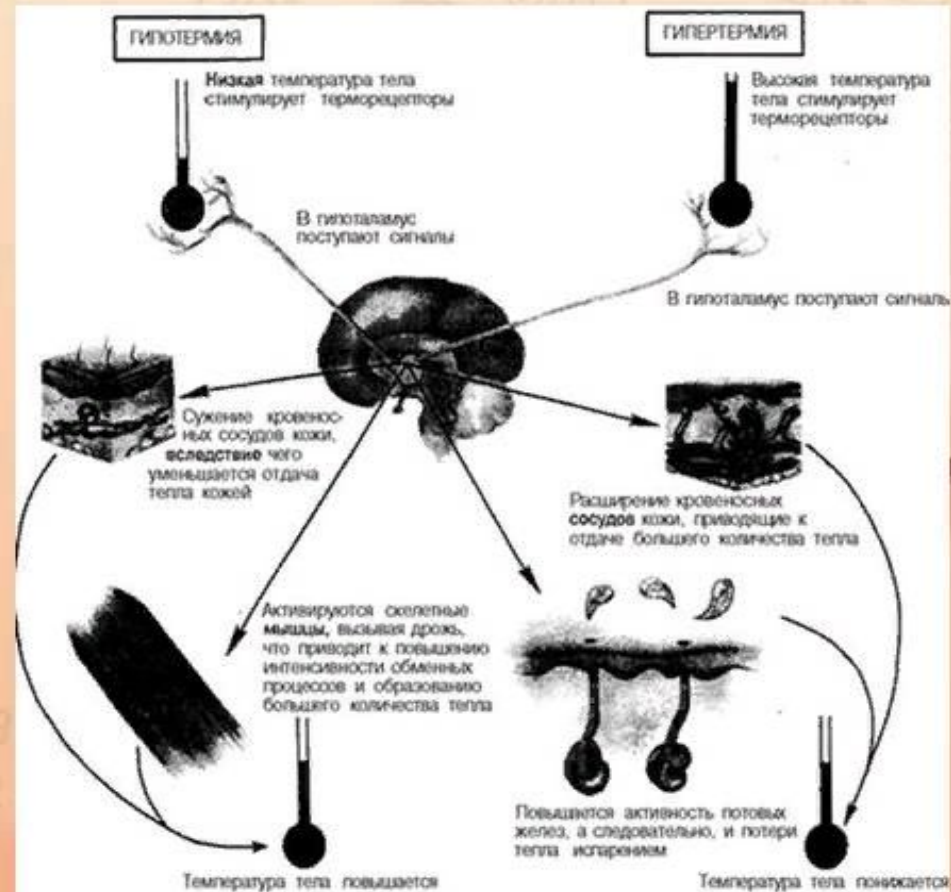 ГИПОТЕРМИЯ
Низкая температура тела
стимулирует терморецепторы
ГИПЕРТЕРМИЯ
Высокая температура
тела стимулирует
терморецепторы
В гипоталамус
поступают сигналы
В гипоталамус поступают сигналь
Сужение кровенос-
ных сосудов кожи,
вследствие чего
уменьшается отдача
тепла кожей
Расширение кровеносных
сосудов кожи, приводящие к
отдаче большего количества тепла
Активируются скелетные
мышцы, вызывая дрожь,
что приводит к повышению
интенсивности обменных
процессов и образованию
большего количества тепла
Повышается активность потовых
желез, а следовательно, и потери
тепла испарением
Температура тела повышается
Температура тела понижается